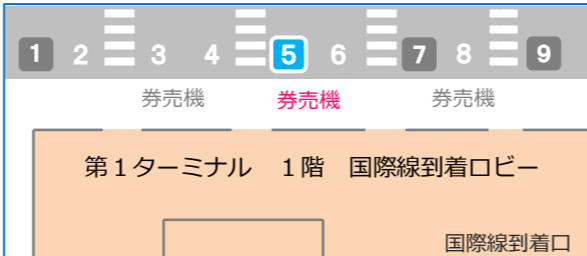 1 2 3 4 5 6 7 8 9
券売機 券売機 券売機
第１ターミナル　１階　国際線到着ロビー
国際線到着口